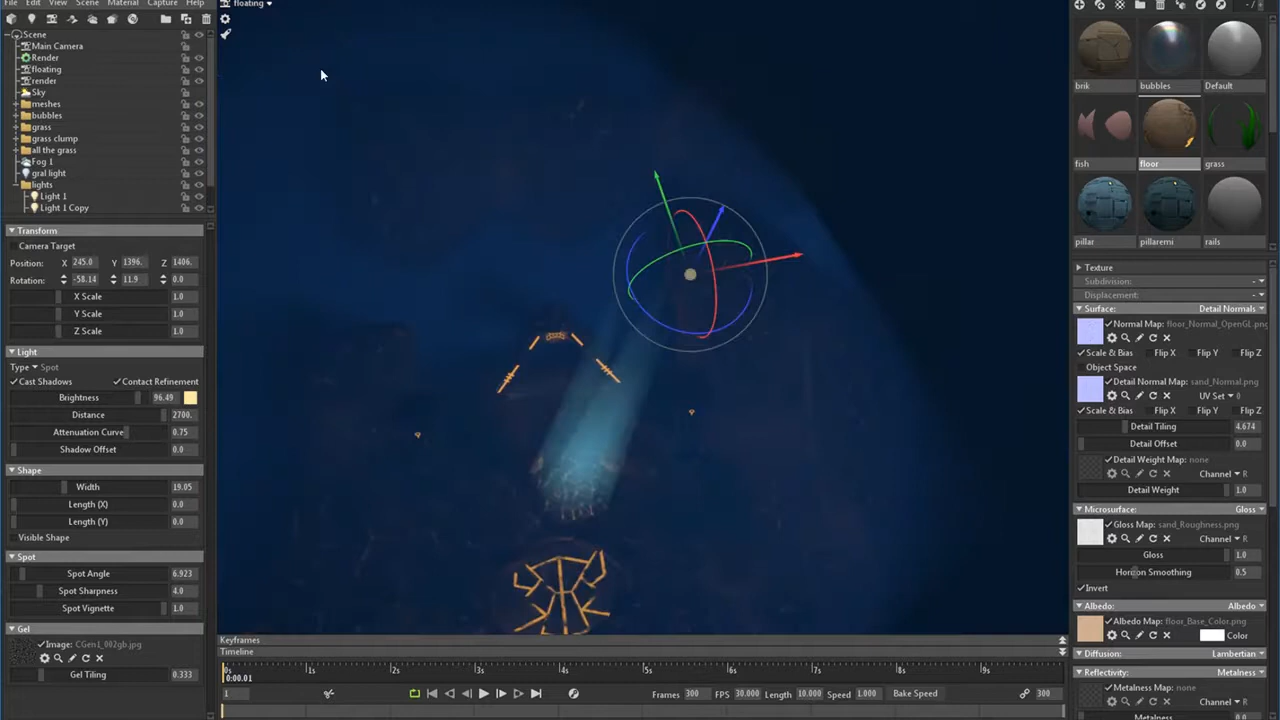 File Edit View Scene Material Capture Help
floating
Scene
Main Camera
Render
floating
render
Sky
meshes
bubbles
grass
grass clump
all the grass
Fog 1
gral light
lights
Light 1
Light 1 Copy
Transform
Camera Target
Position: X 245.0 Y 1396. Z 1406.
Rotation: -58.14 11.9 0.0
X Scale 1.0
Y Scale 1.0
Z Scale 1.0
Light
Type Spot
Cast Shadows Contact Refinement
Brightness 96.49
Distance 2700.
Attenuation Curve 0.75
Shadow Offset 0.0
Shape
Width 19.05
Length (X) 0.0
Length (Y) 0.0
Visible Shape
Spot
Spot Angle 6.923
Spot Sharpness 4.0
Spot Vignette 1.0
Gel
Image: CGen1_002gb.jpg
Gel Tiling 0.333
Keyframes
Timeline
0s 1s 2s 3s 4s 5s 6s 7s 8s 9s
0:00.01
1 Frames 300 FPS 30.000 Length 10.000 Speed 1.000 Bake Speed 300
brik bubbles Default
fish floor grass
pillar pillaremi rails
Texture
Subdivision: -
Displacement: -
Surface: Detail Normals
Normal Map: floor_Normal_OpenGL.
Scale & Bias Flip X Flip Y Flip Z
Object Space
Detail Normal Map: sand_Normal.png
UV Set 0
Scale & Bias Flip X Flip Y Flip Z
Detail Tiling 4.674
Detail Offset 0.0
Detail Weight Map: none
Channel R
Detail Weight 1.0
Microsurface: Gloss
Gloss Map: sand_Roughness.png
Channel R
Gloss 1.0
Horizon Smoothing 0.5
Invert
Albedo: Albedo
Albedo Map: floor_Base_Color.png
Color
Diffusion: Lambertian
Reflectivity: Metalness
Metalness Map: none
Channel R
Metalness 0.0